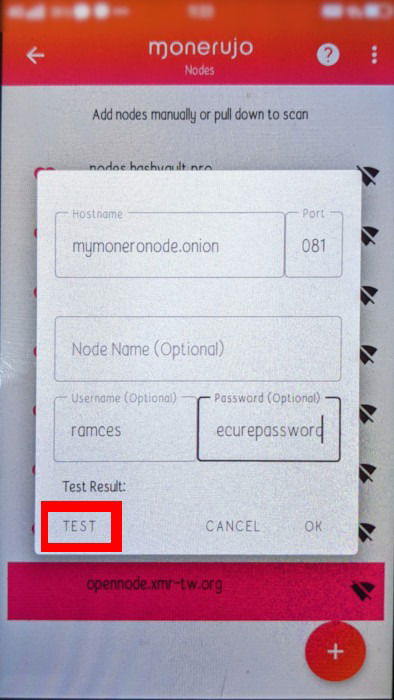 monerujo
Nodes
Add nodes manually or pull down to scan
nodes.hashvault.pro
Hostname
Port
mymoneronode.onion
081
Node Name (Optional)
Username (Optional)
Password (Optional)
ramces
ecurepassword
Test Result:
TEST
CANCEL
OK
opennode.xmr-tw.org